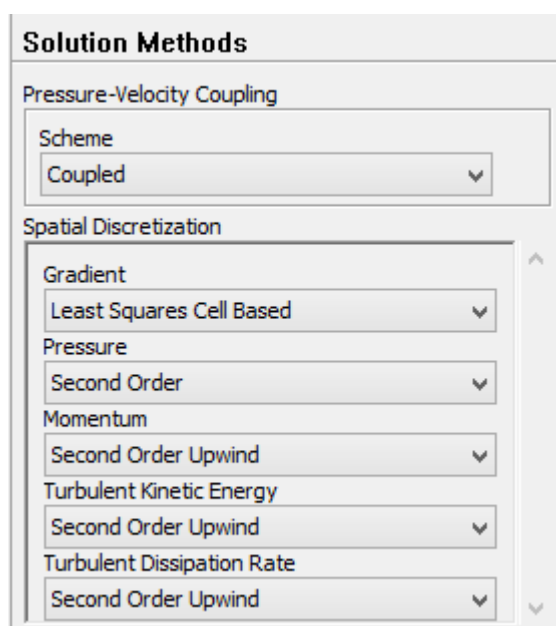 Solution Methods
Pressure-Velocity Coupling
Scheme
Coupled
Spatial Discretization
Gradient
Least Squares Cell Based
Pressure
Second Order
Momentum
Second Order Upwind
Turbulent Kinetic Energy
Second Order Upwind
Turbulent Dissipation Rate
Second Order Upwind